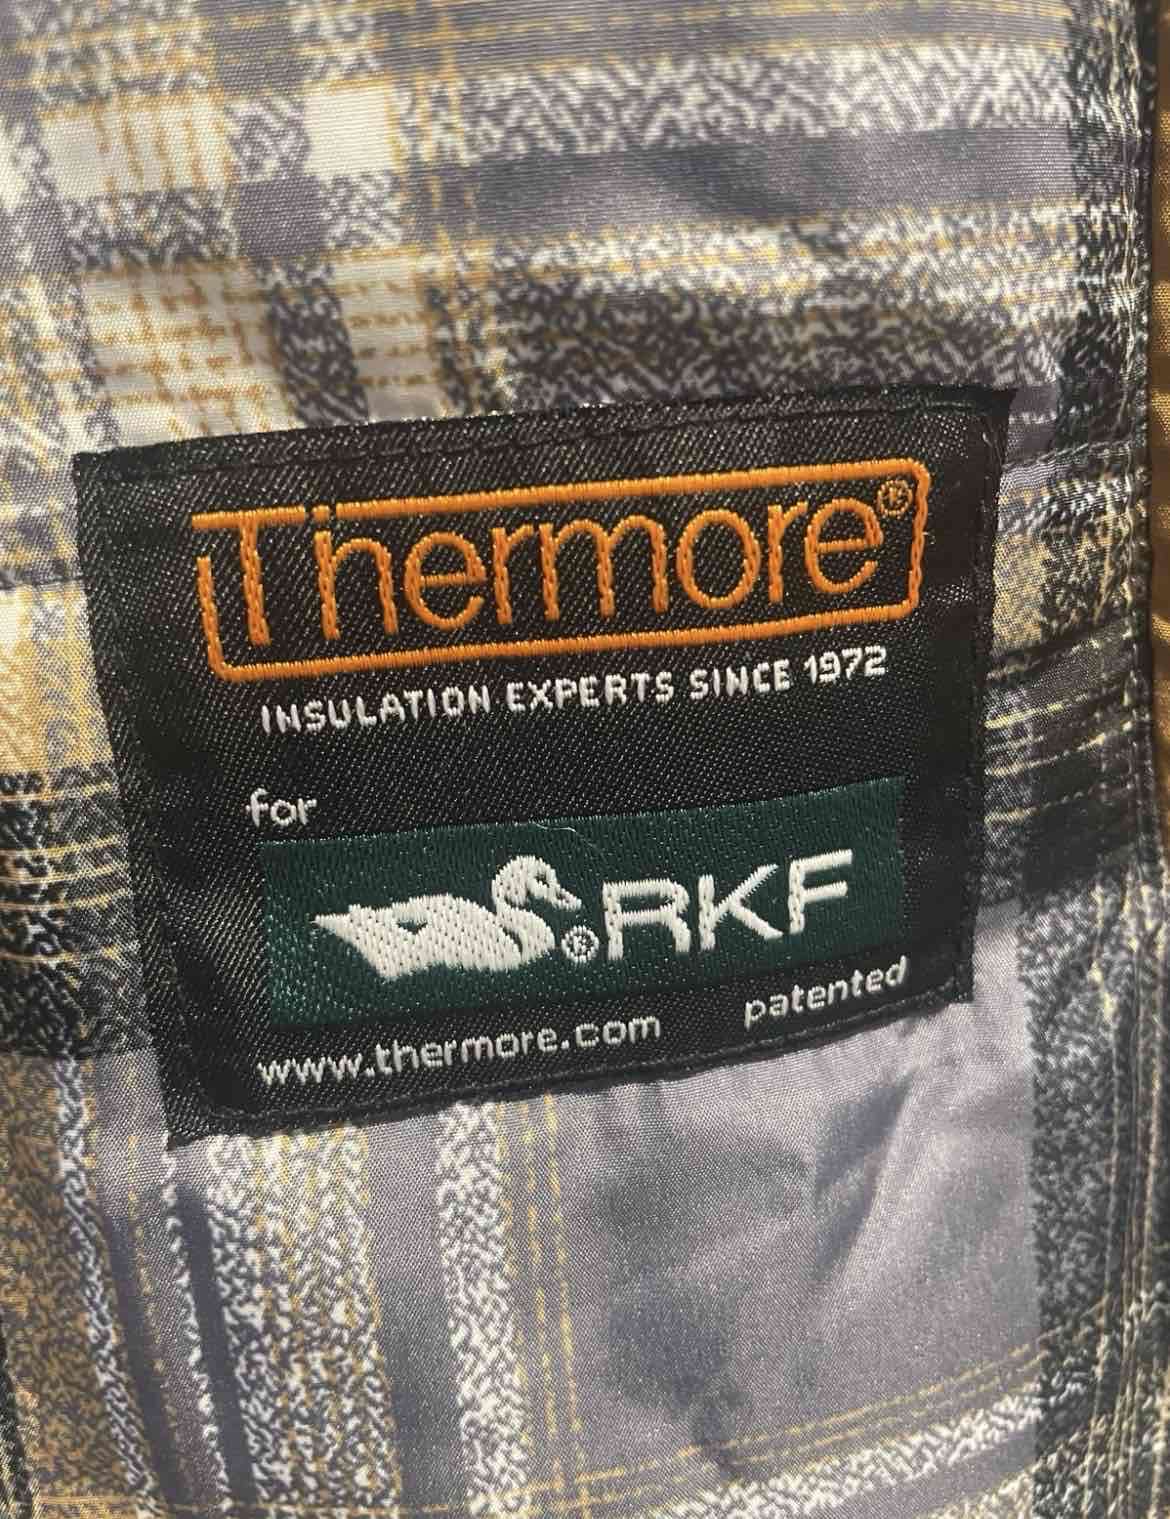 Thermore®
INSULATION EXPERTS SINCE 1972
for
®RKF
patented
www.thermore.com